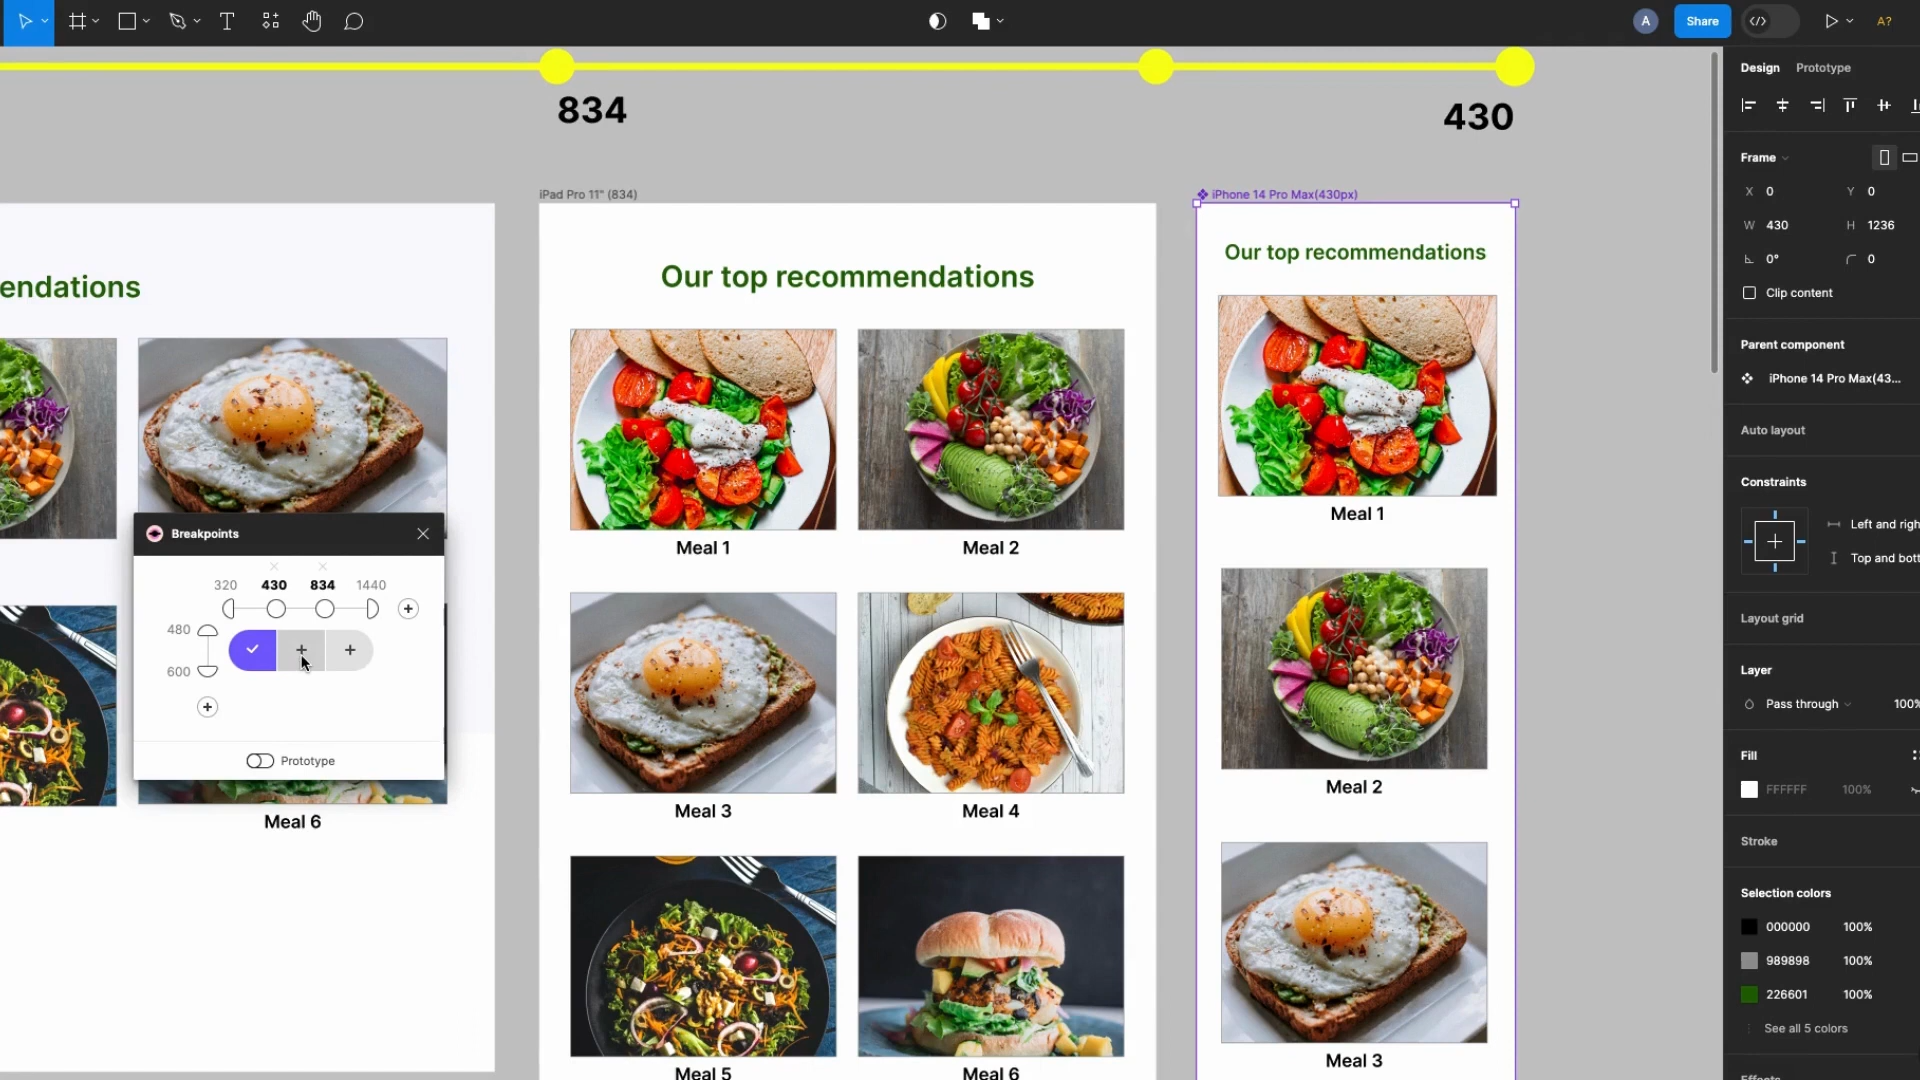 A
Share
A?
834
430
iPad Pro 11" (834)
iPhone 14 Pro Max(430px)
endations
Our top recommendations
Our top recommendations
Meal 1
Meal 2
Meal 1
Meal 3
Meal 4
Meal 2
Meal 6
Meal 5
Meal 6
Meal 3
Breakpoints
320 430 834 1440
480
600
Prototype
Design Prototype
Frame
X 0 Y 0
W 430 H 1236
0° 0
Clip content
Parent component
iPhone 14 Pro Max(43...
Auto layout
Constraints
Left and righ
Top and bott
Layout grid
Layer
Pass through 100%
Fill
FFFFFF 100%
Stroke
Selection colors
000000 100%
989898 100%
226601 100%
See all 5 colors
Effects